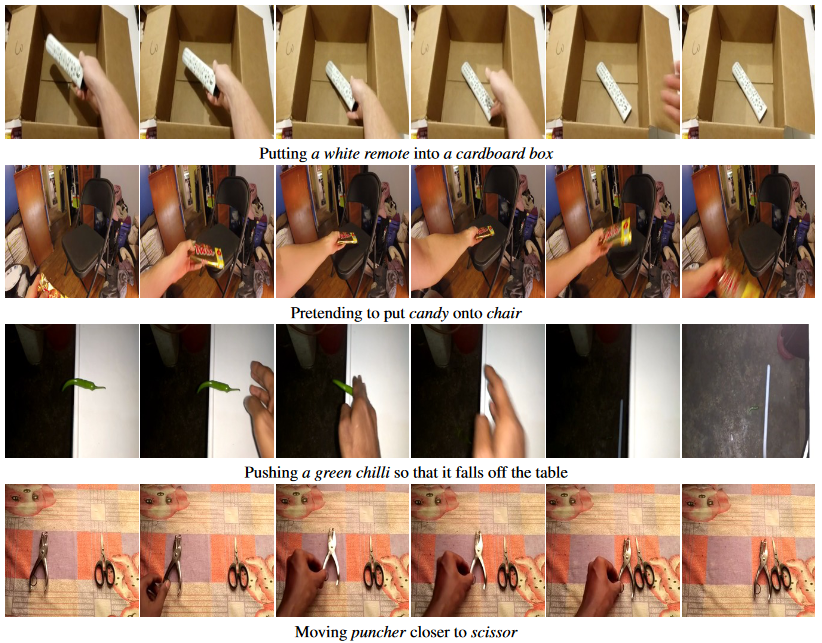 Putting a white remote into a cardboard box
Pretending to put candy onto chair
Pushing a green chilli so that it falls off the table
Moving puncher closer to scissor